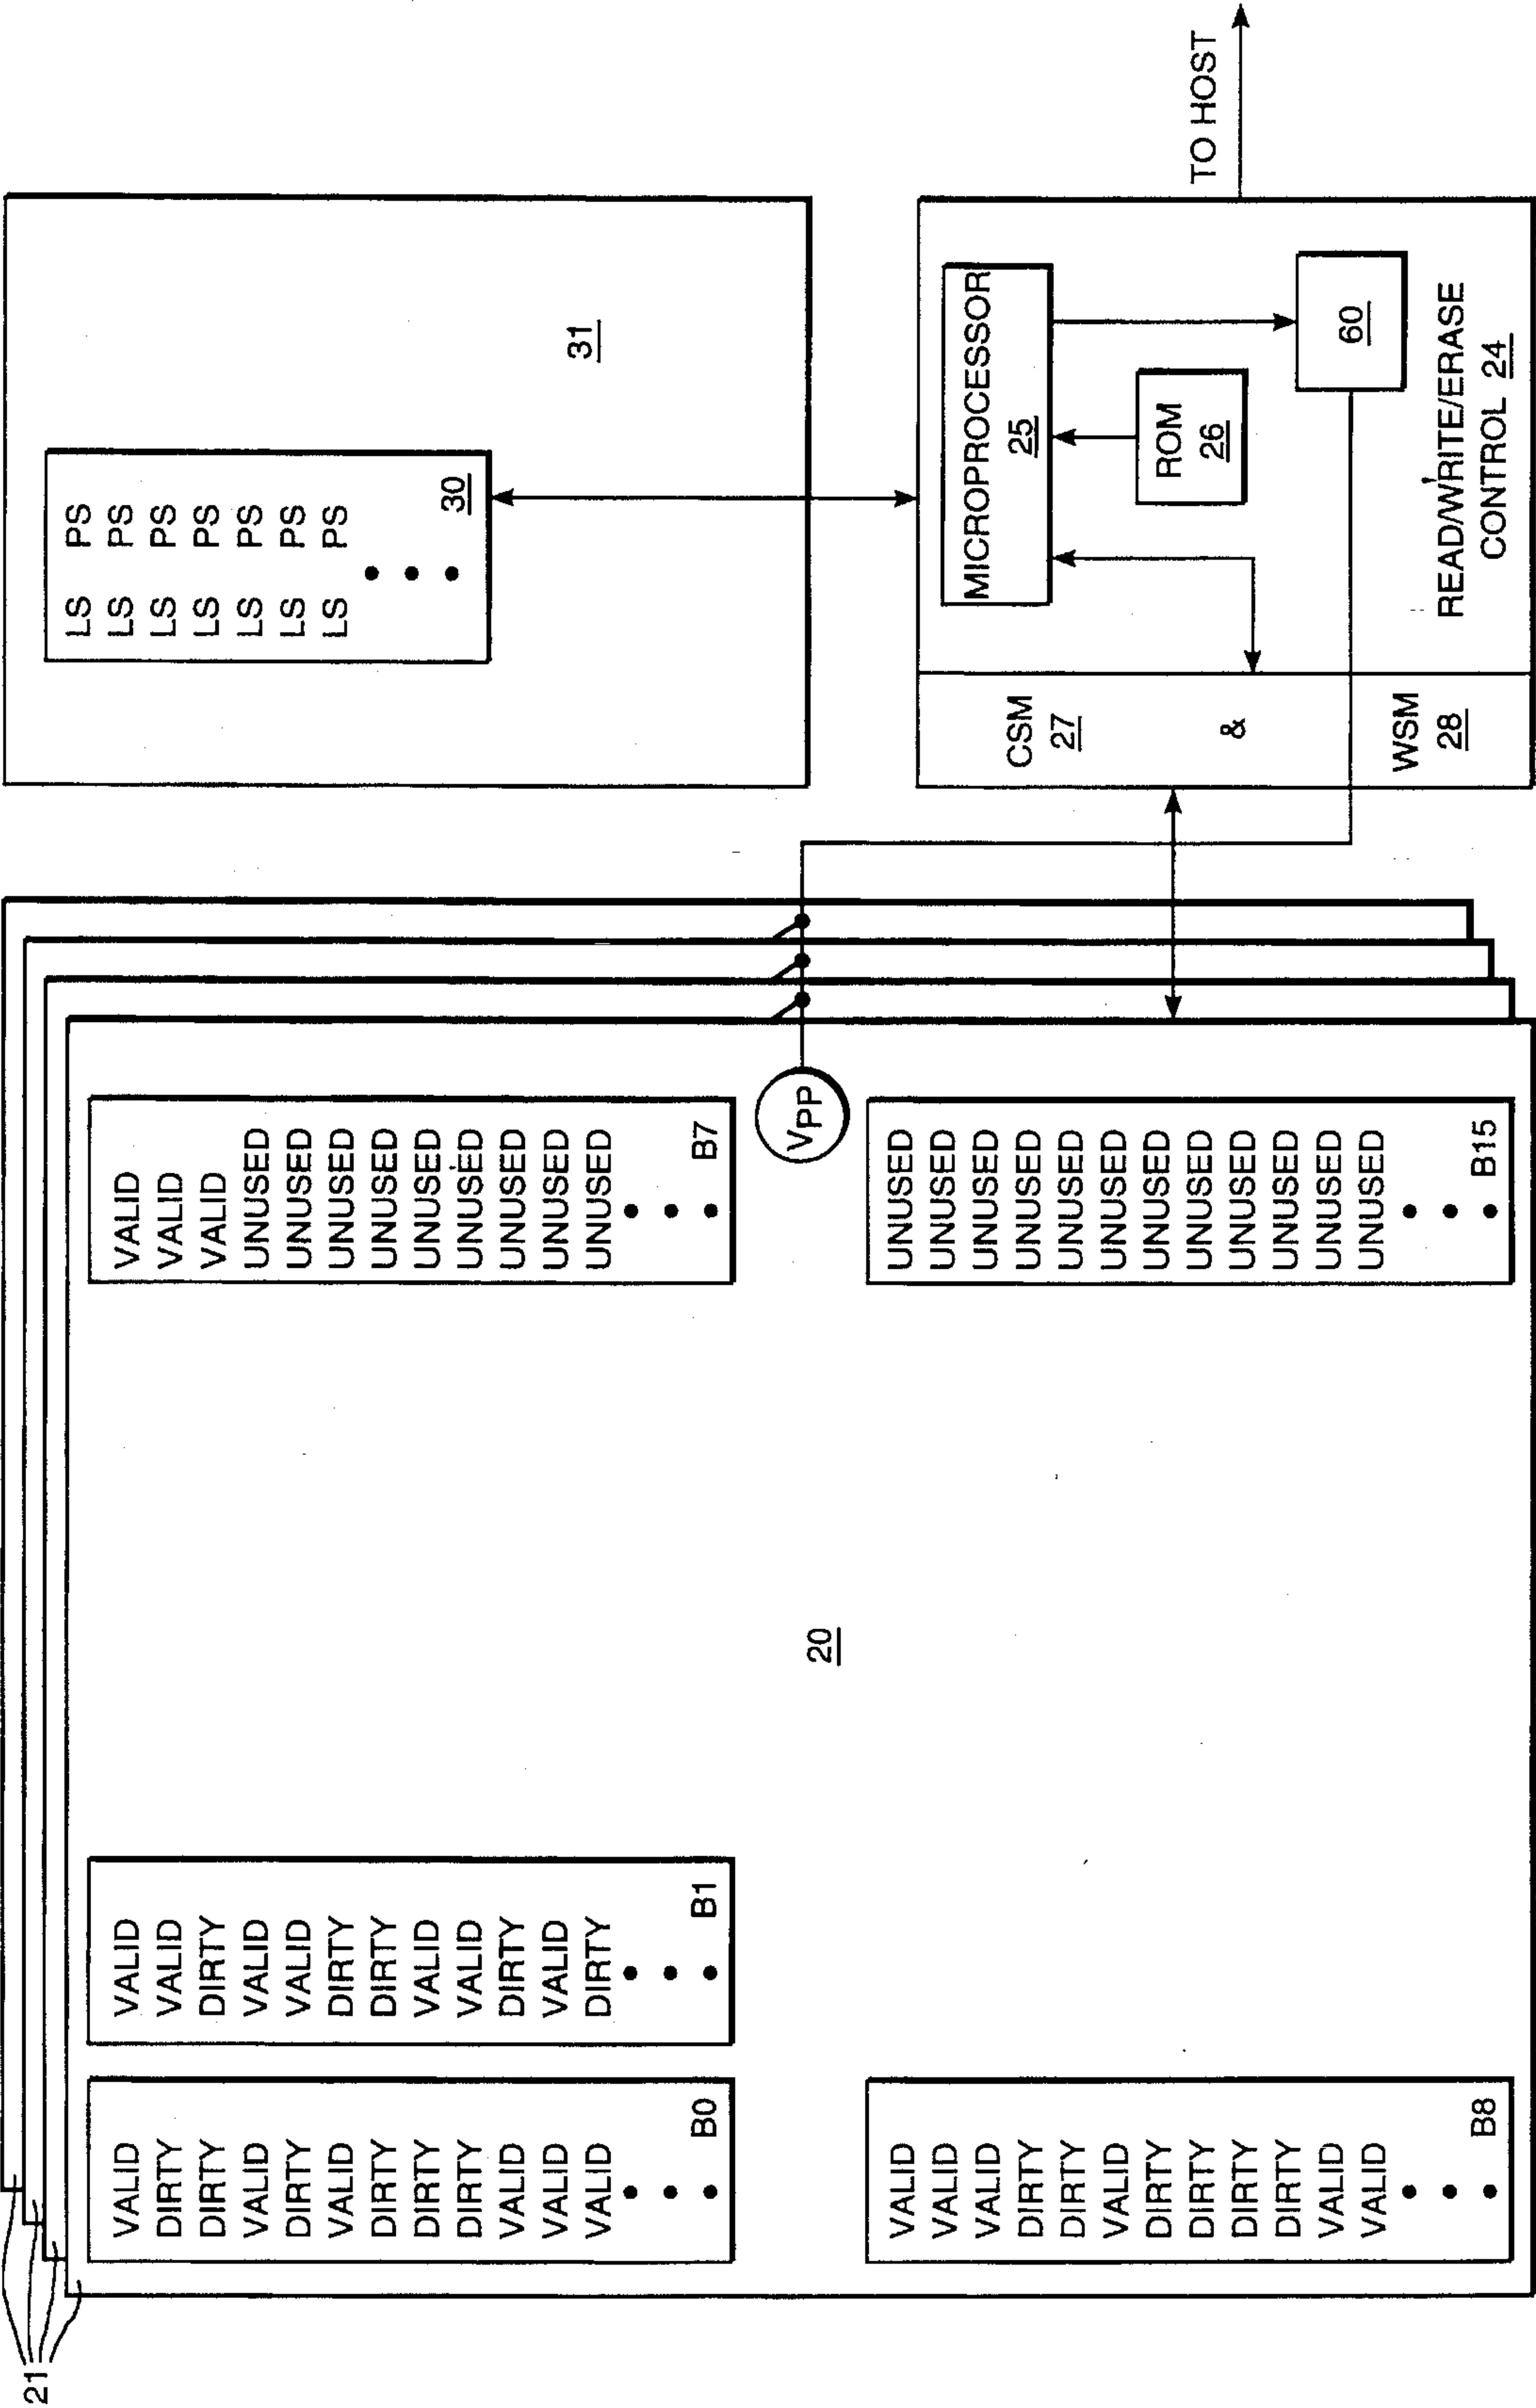 21
VALID
DIRTY
DIRTY
VALID
DIRTY
VALID
DIRTY
DIRTY
DIRTY
VALID
VALID
VALID
B0
VALID
VALID
DIRTY
VALID
VALID
DIRTY
DIRTY
VALID
VALID
DIRTY
VALID
DIRTY
B1
VALID
VALID
VALID
UNUSED
UNUSED
UNUSED
UNUSED
UNUSED
UNUSED
UNUSED
UNUSED
UNUSED
B7
20
VPP
VALID
VALID
VALID
DIRTY
DIRTY
VALID
DIRTY
DIRTY
DIRTY
DIRTY
VALID
VALID
B8
UNUSED
UNUSED
UNUSED
UNUSED
UNUSED
UNUSED
UNUSED
UNUSED
UNUSED
UNUSED
UNUSED
UNUSED
B15
LS PS
LS PS
LS PS
LS PS
LS PS
LS PS
LS PS
30
31
CSM
27
&
WSM
28
MICROPROCESSOR
25
ROM
26
60
READ/WRITE/ERASE
CONTROL 24
TO HOST